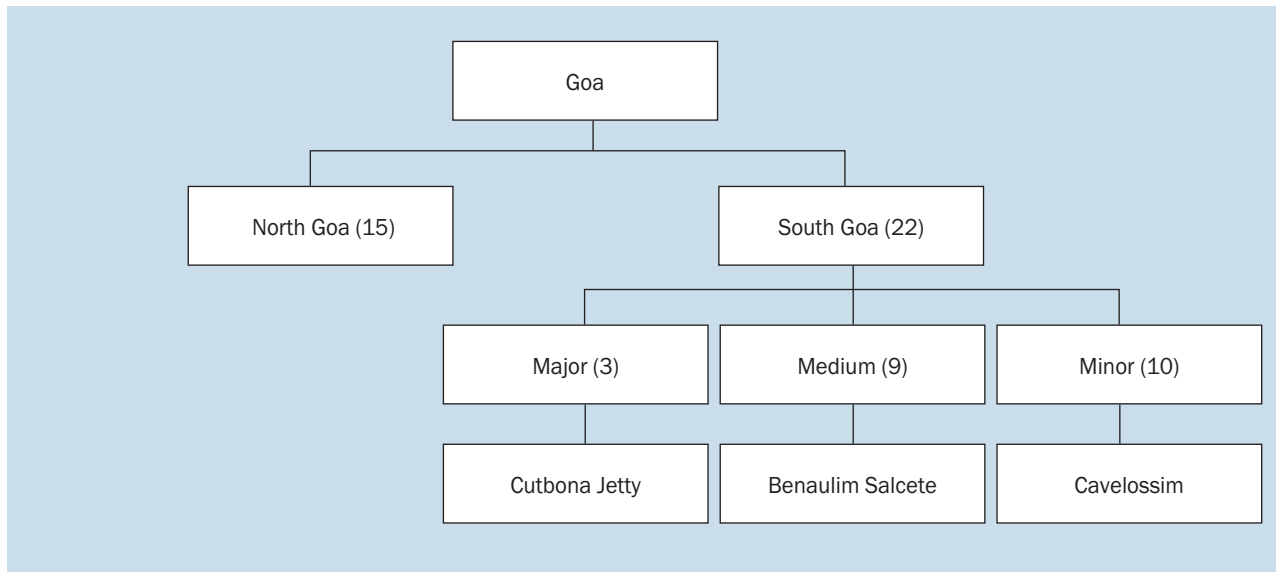 Goa
North Goa (15)
South Goa (22)
Major (3)
Medium (9)
Minor (10)
Cutbona Jetty
Benaulim Salcete
Cavelossim